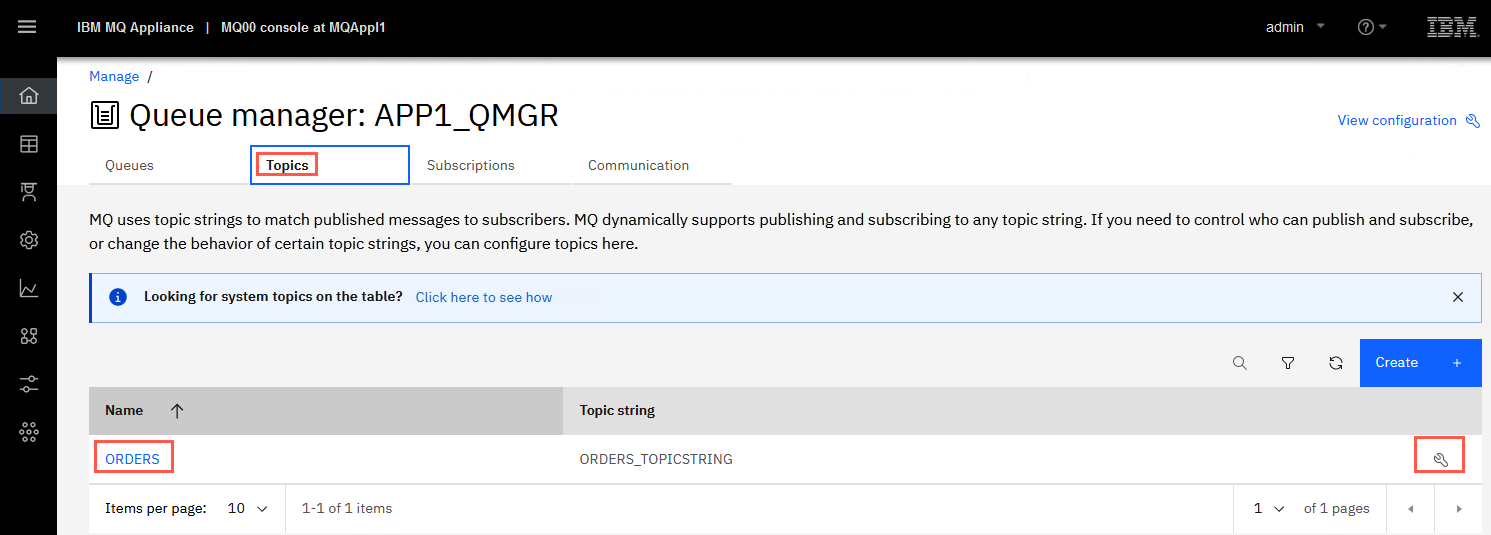 IBM MQ Appliance | MQ00 console at MQAppl1
admin
IBM
Manage /
Queue manager: APP1_QMGR
View configuration
Queues Topics Subscriptions Communication
MQ uses topic strings to match published messages to subscribers. MQ dynamically supports publishing and subscribing to any topic string. If you need to control who can publish and subscribe,
or change the behavior of certain topic strings, you can configure topics here.
Looking for system topics on the table? Click here to see how
Create +
Name Topic string
ORDERS ORDERS_TOPICSTRING
Items per page: 10 1-1 of 1 items 1 of 1 pages